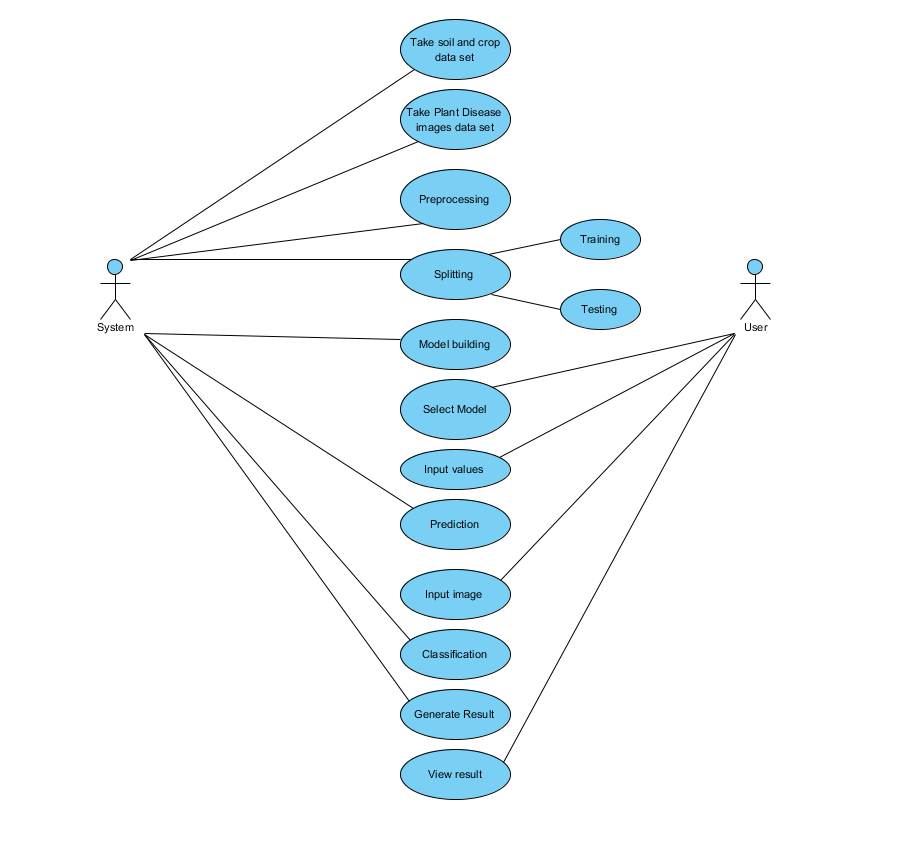 Take soil and crop
data set
Take Plant Disease
images data set
Preprocessing
Training
Splitting
Testing
System
User
Model building
Select Model
Input values
Prediction
Input image
Classification
Generate Result
View result